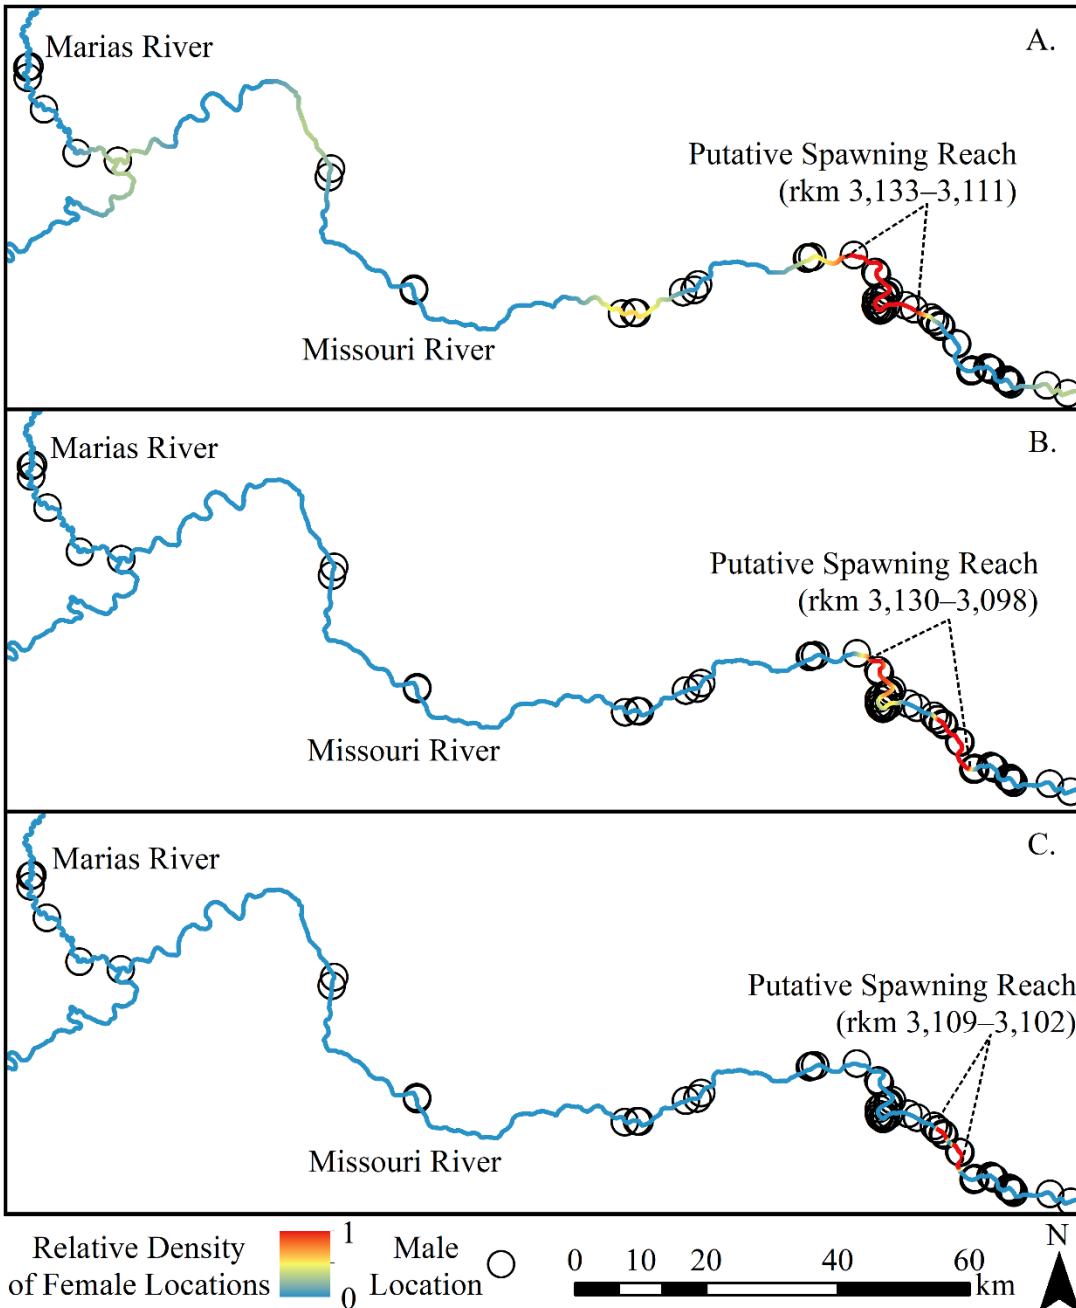 A.
Marias River
Putative Spawning Reach
(rkm 3,133–3,111)
Missouri River
B.
Marias River
Putative Spawning Reach
(rkm 3,130–3,098)
Missouri River
C.
Marias River
Putative Spawning Reach
(rkm 3,109–3,102)
Missouri River
Relative Density
of Female Locations
1
0
Male
Location
0 10 20 40 60
km
N